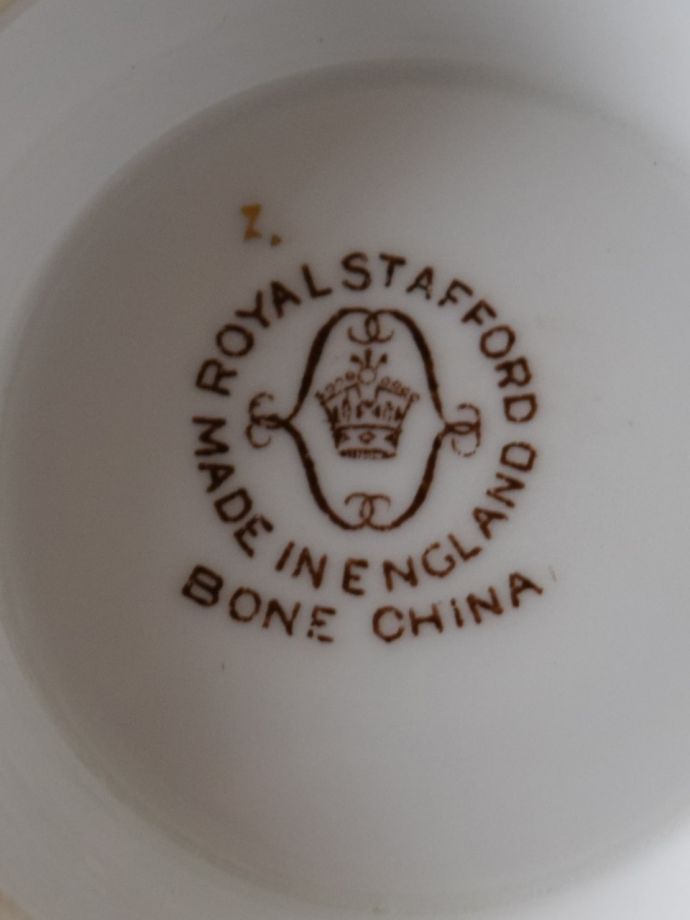 Z.
ROYAL STAFFORD
MADE IN ENGLAND
BONE CHINA